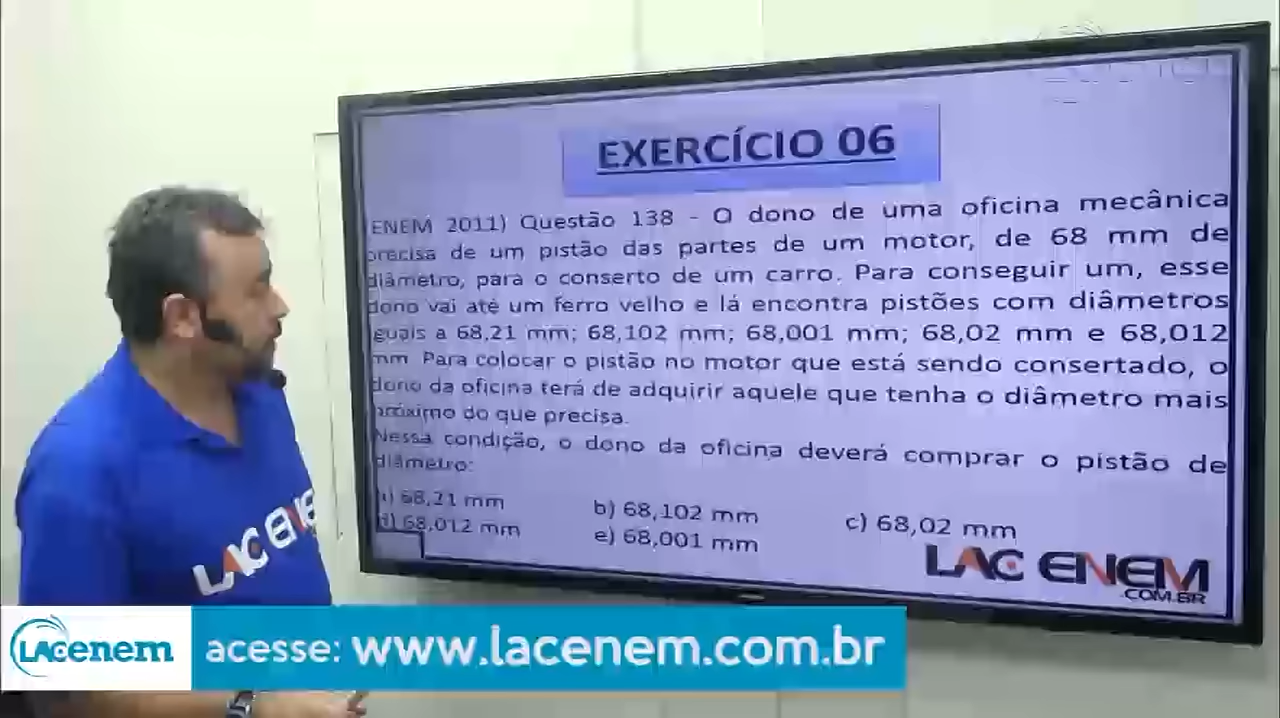 EXERCÍCIO 06
ENEM 2011) Questão 138 - O dono de uma oficina mecânica
precisa de um pistão das partes de um motor, de 68 mm de
diâmetro, para o conserto de um carro. Para conseguir um, esse
dono vai até um ferro velho e lá encontra pistões com diâmetros
iguais a 68,21 mm; 68,102 mm; 68,001 mm; 68,02 mm e 68,012
mm. Para colocar o pistão no motor que está sendo consertado, o
dono da oficina terá de adquirir aquele que tenha o diâmetro mais
próximo do que precisa.
Nessa condição, o dono da oficina deverá comprar o pistão de
diâmetro:
a) 68,21 mm b) 68,102 mm c) 68,02 mm
d) 68,012 mm e) 68,001 mm
LAC ENEM
.COM.BR
LAC ENE
LACenem acesse: www.lacenem.com.br